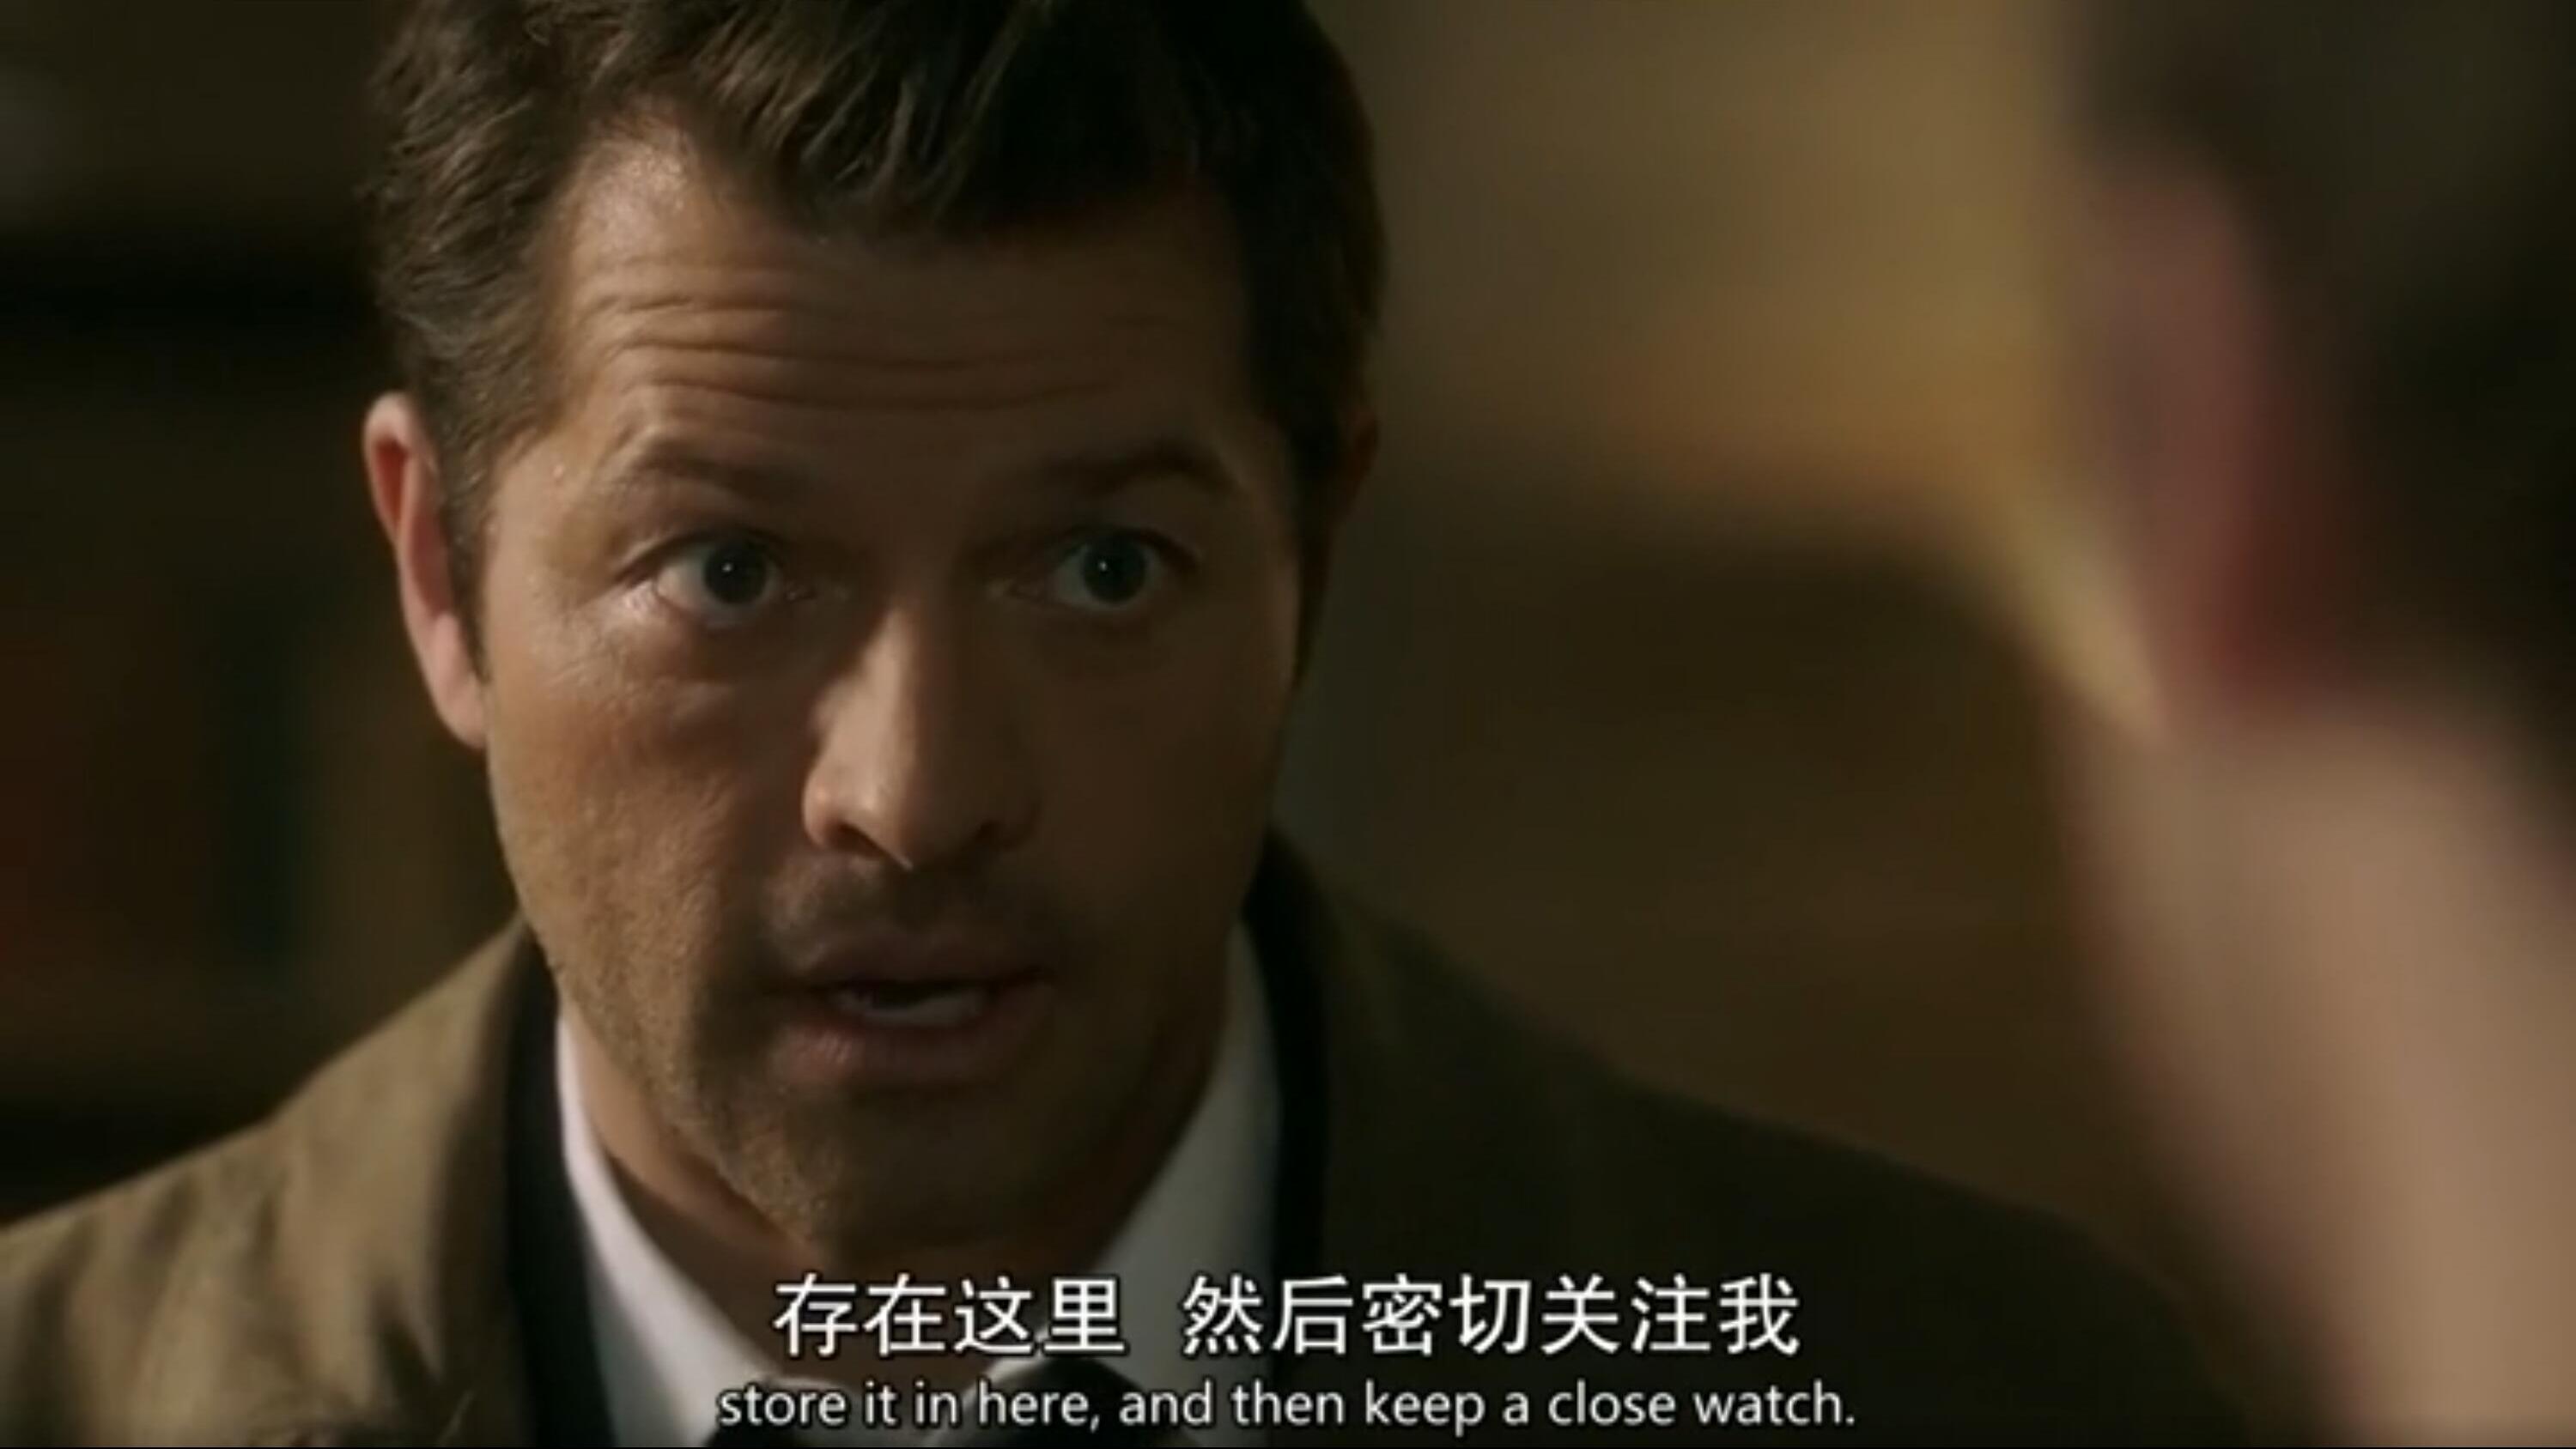 存在这里 然后密切关注我
store it in here, and then keep a close watch.